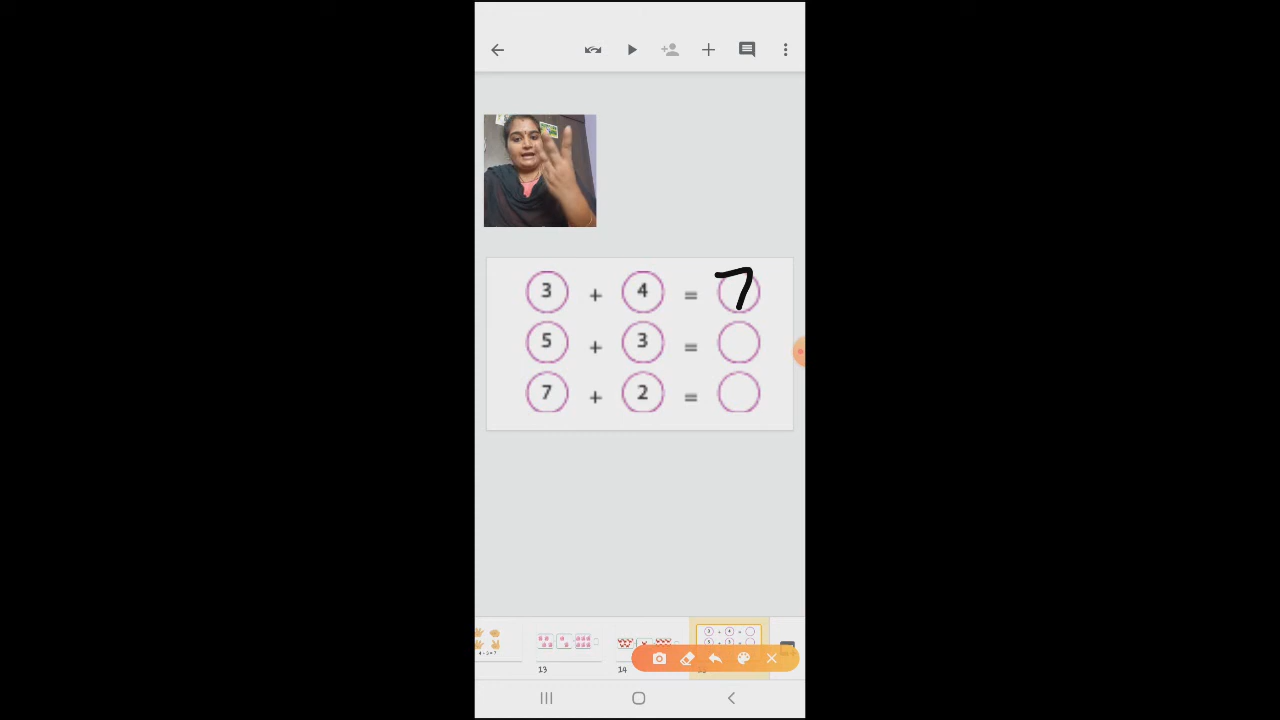 3 + 4 = 7
5 + 3 =
7 + 2 =
13
14